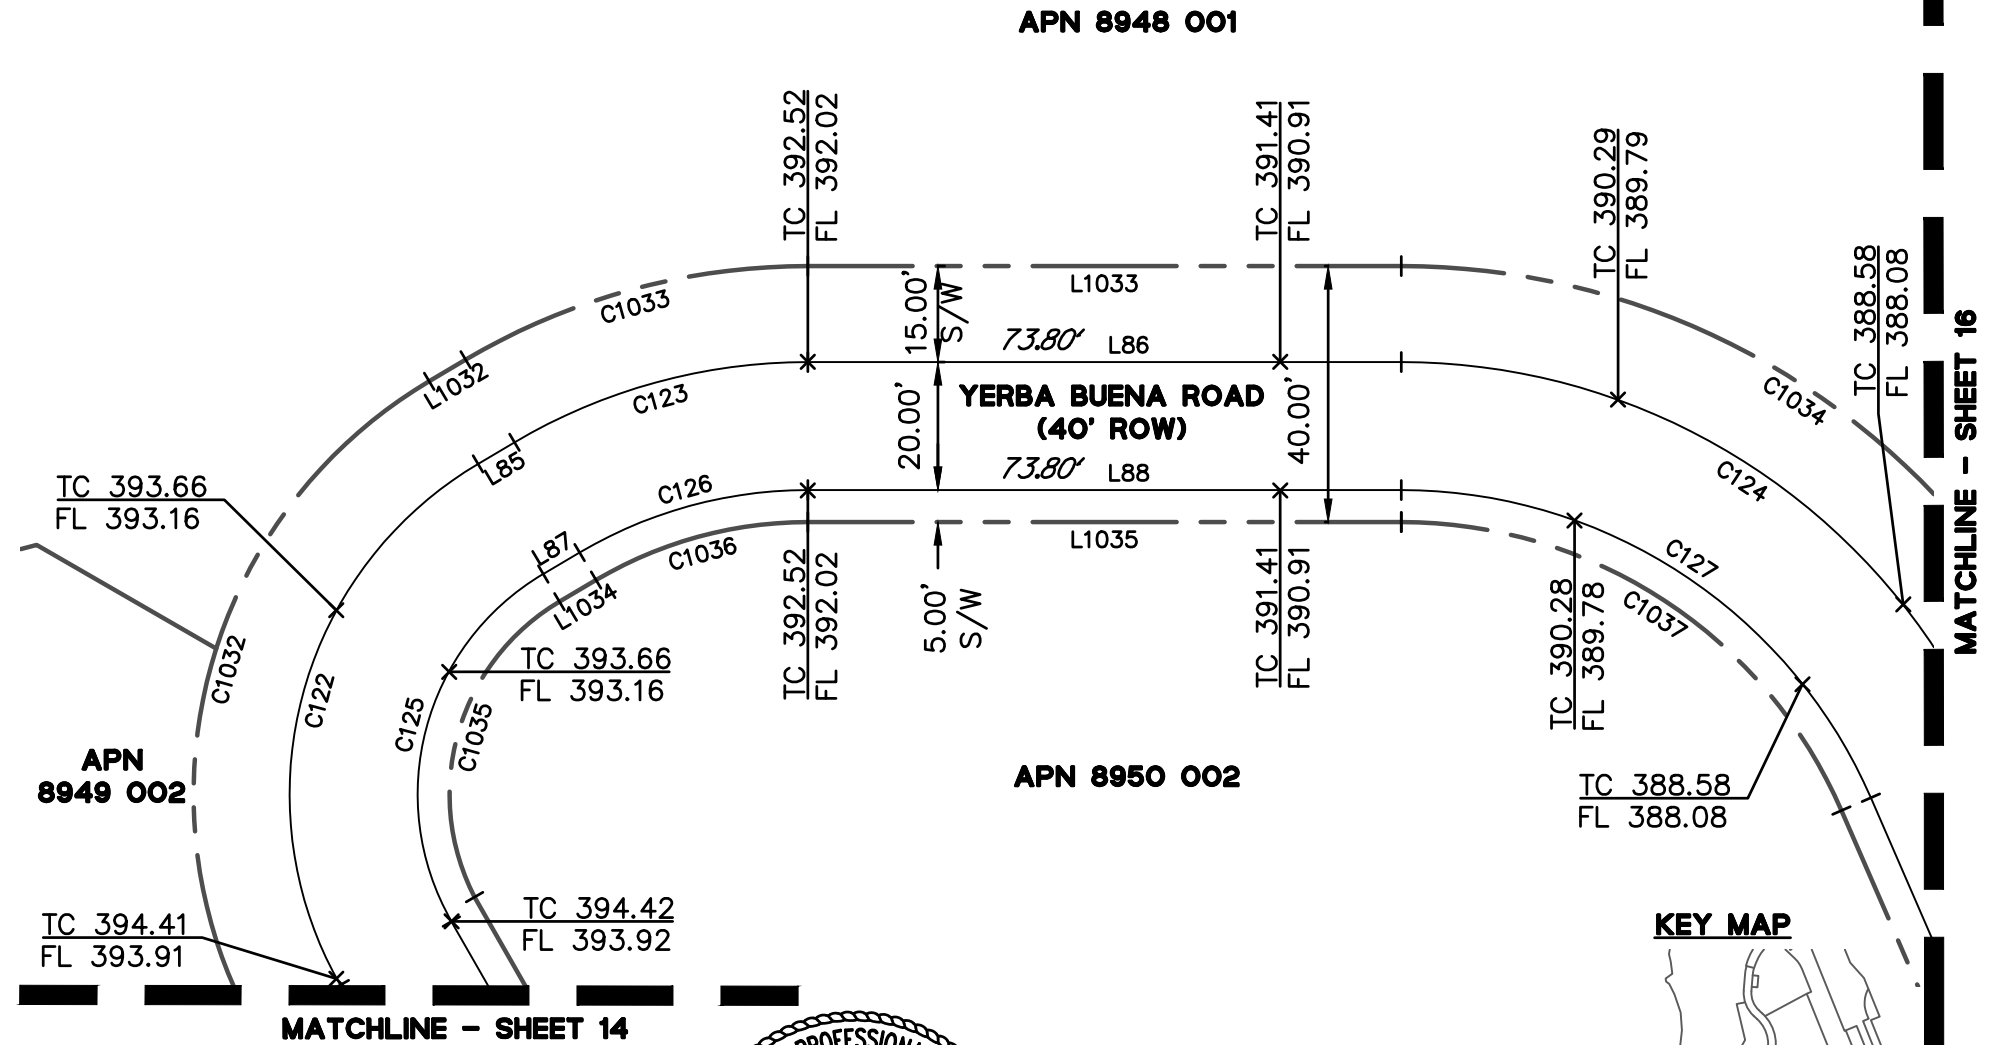 APN 8948 001
TC 392.52
FL 392.02
TC 391.41
FL 390.91
TC 390.29
FL 389.79
TC 388.58
FL 388.08
C1033
15.00'
S/W
L1033
73.80' L86
L1032
C123
20.00'
YERBA BUENA ROAD
(40' ROW)
40.00'
C1034
MATCHLINE - SHEET 16
L85
C126
73.80' L88
C124
TC 393.66
FL 393.16
L87
C1036
L1035
C127
L1034
TC 392.52
FL 392.02
5.00'
S/W
TC 391.41
FL 390.91
TC 390.28
FL 389.78
C1037
C1032
C122
TC 393.66
FL 393.16
C125
C1035
APN
8949 002
APN 8950 002
TC 388.58
FL 388.08
TC 394.41
FL 393.91
TC 394.42
FL 393.92
KEY MAP
MATCHLINE - SHEET 14
PROFESSIONAL